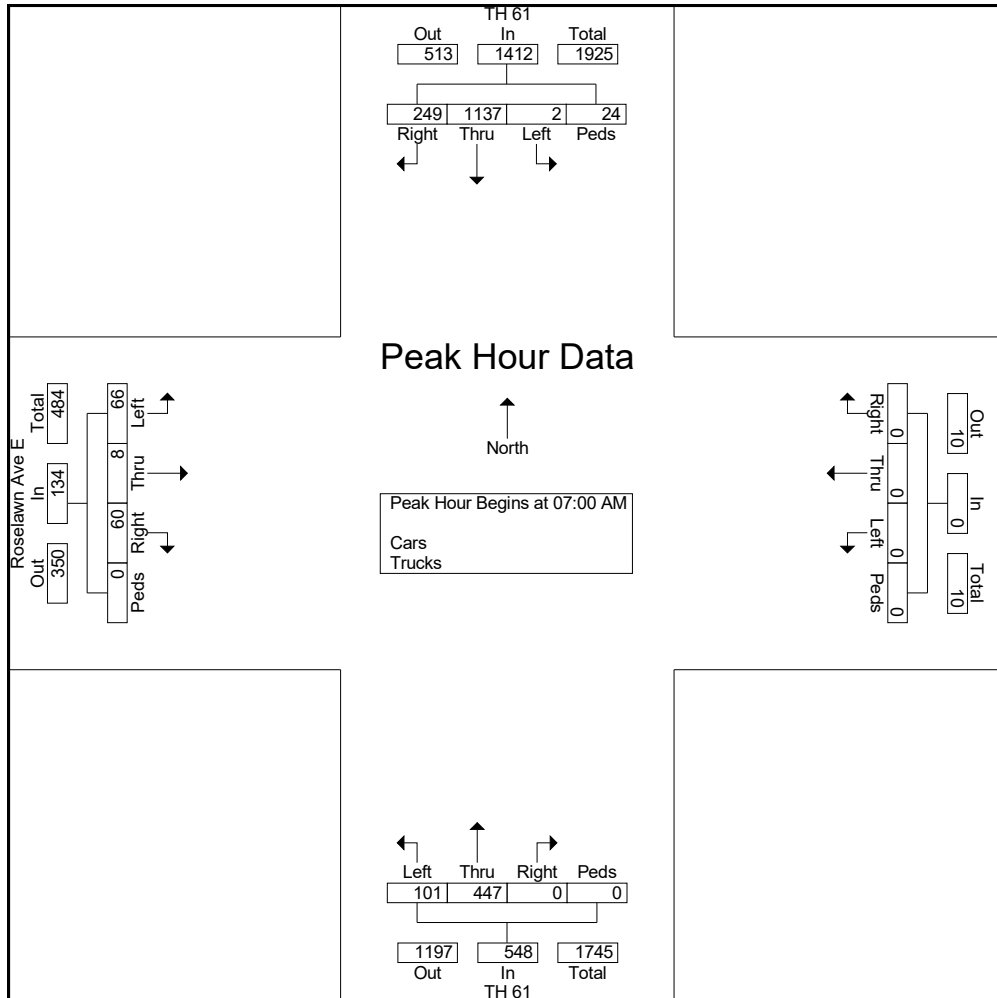 TH 61
Out In Total
513 1412 1925
249 1137 2 24
Right Thru Left Peds
Peak Hour Data
North
Peak Hour Begins at 07:00 AM
Cars
Trucks
Roselawn Ave E
Out In Total
350 134 484
66 8 60 0
Left Thru Right Peds
Right Thru Left Peds
0 0 0 0
Out In Total
10 0 10
Left Thru Right Peds
101 447 0 0
1197 548 1745
Out In Total
TH 61